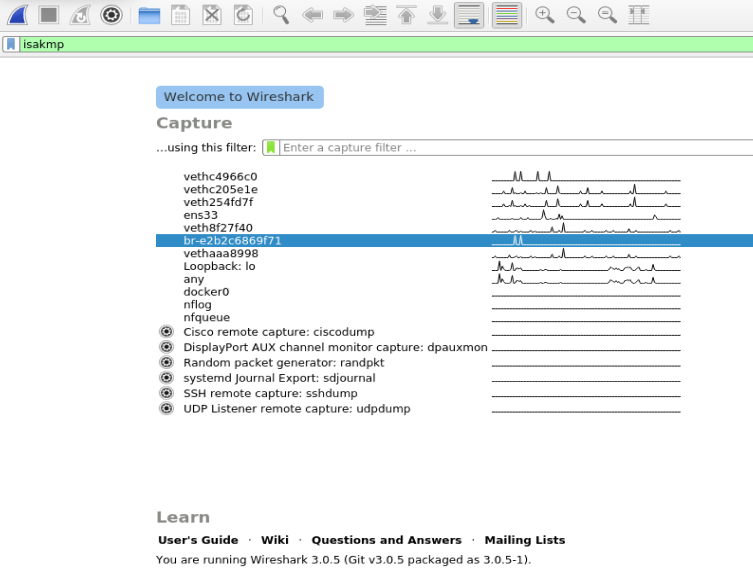 isakmp
Welcome to Wireshark
Capture
...using this filter: Enter a capture filter ...
vethc4966c0
vethc205e1e
veth254fd7f
ens33
veth8f27f40
br-e2b2c6869f71
vethaaa8998
Loopback: lo
any
docker0
nflog
nfqueue
Cisco remote capture: ciscodump
DisplayPort AUX channel monitor capture: dpauxmon
Random packet generator: randpkt
systemd Journal Export: sdjournal
SSH remote capture: sshdump
UDP Listener remote capture: udpdump
Learn
User's Guide · Wiki · Questions and Answers · Mailing Lists
You are running Wireshark 3.0.5 (Git v3.0.5 packaged as 3.0.5-1).